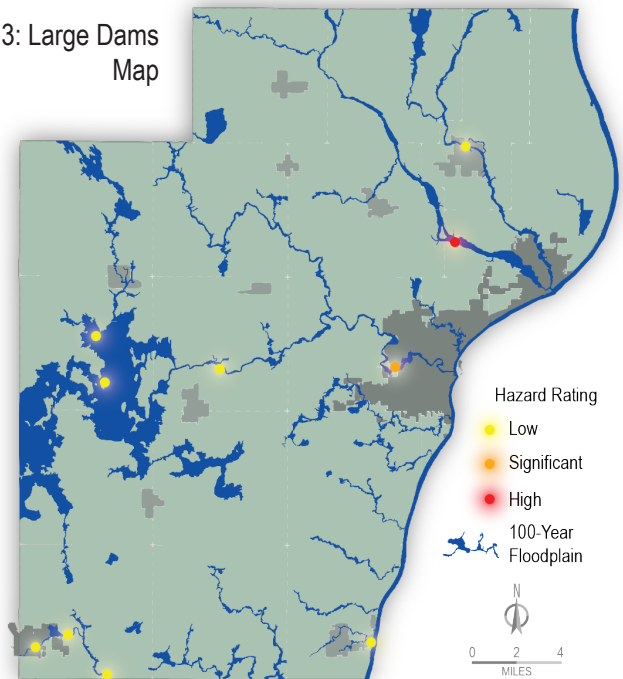 3: Large Dams
Map
Hazard Rating
Low
Significant
High
100-Year
Floodplain
N
0 2 4
MILES